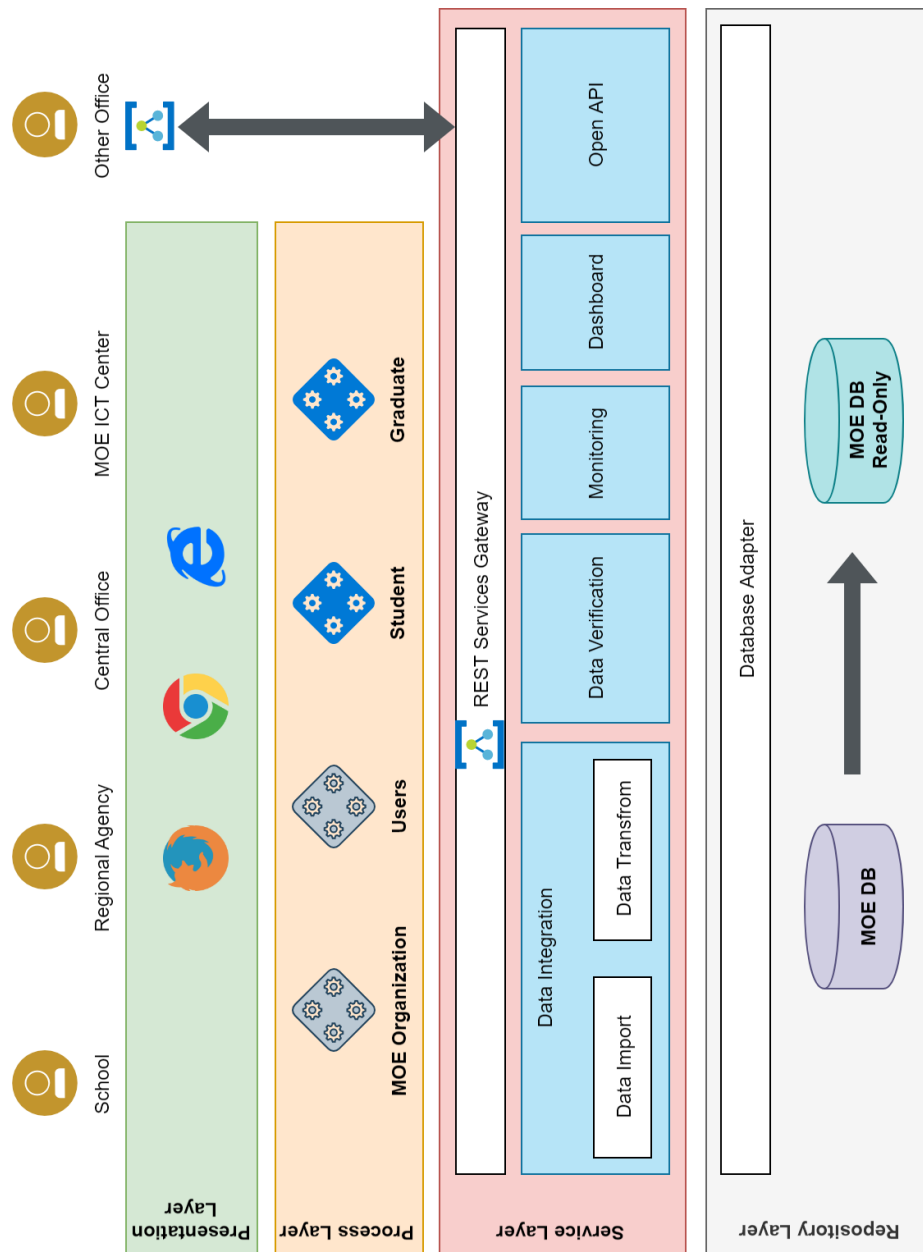 School
Regional Agency
Central Office
MOE ICT Center
Other Office
Presentation
Layer
Process Layer
MOE Organization
Users
Student
Graduate
Service Layer
REST Services Gateway
Data Integration
Data Import
Data Transfrom
Data Verification
Monitoring
Dashboard
Open API
Repository Layer
Database Adapter
MOE DB
MOE DB
Read-Only